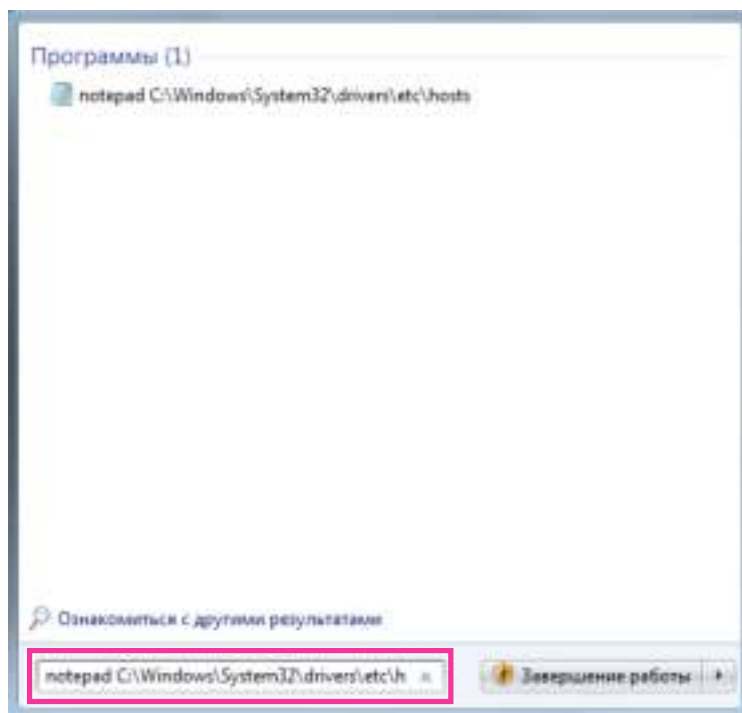 Программы (1)
notepad C:\Windows\System32\drivers\etc\hosts
Ознакомиться с другими результатами
notepad C:\Windows\System32\drivers\etc\h
Завершение работы